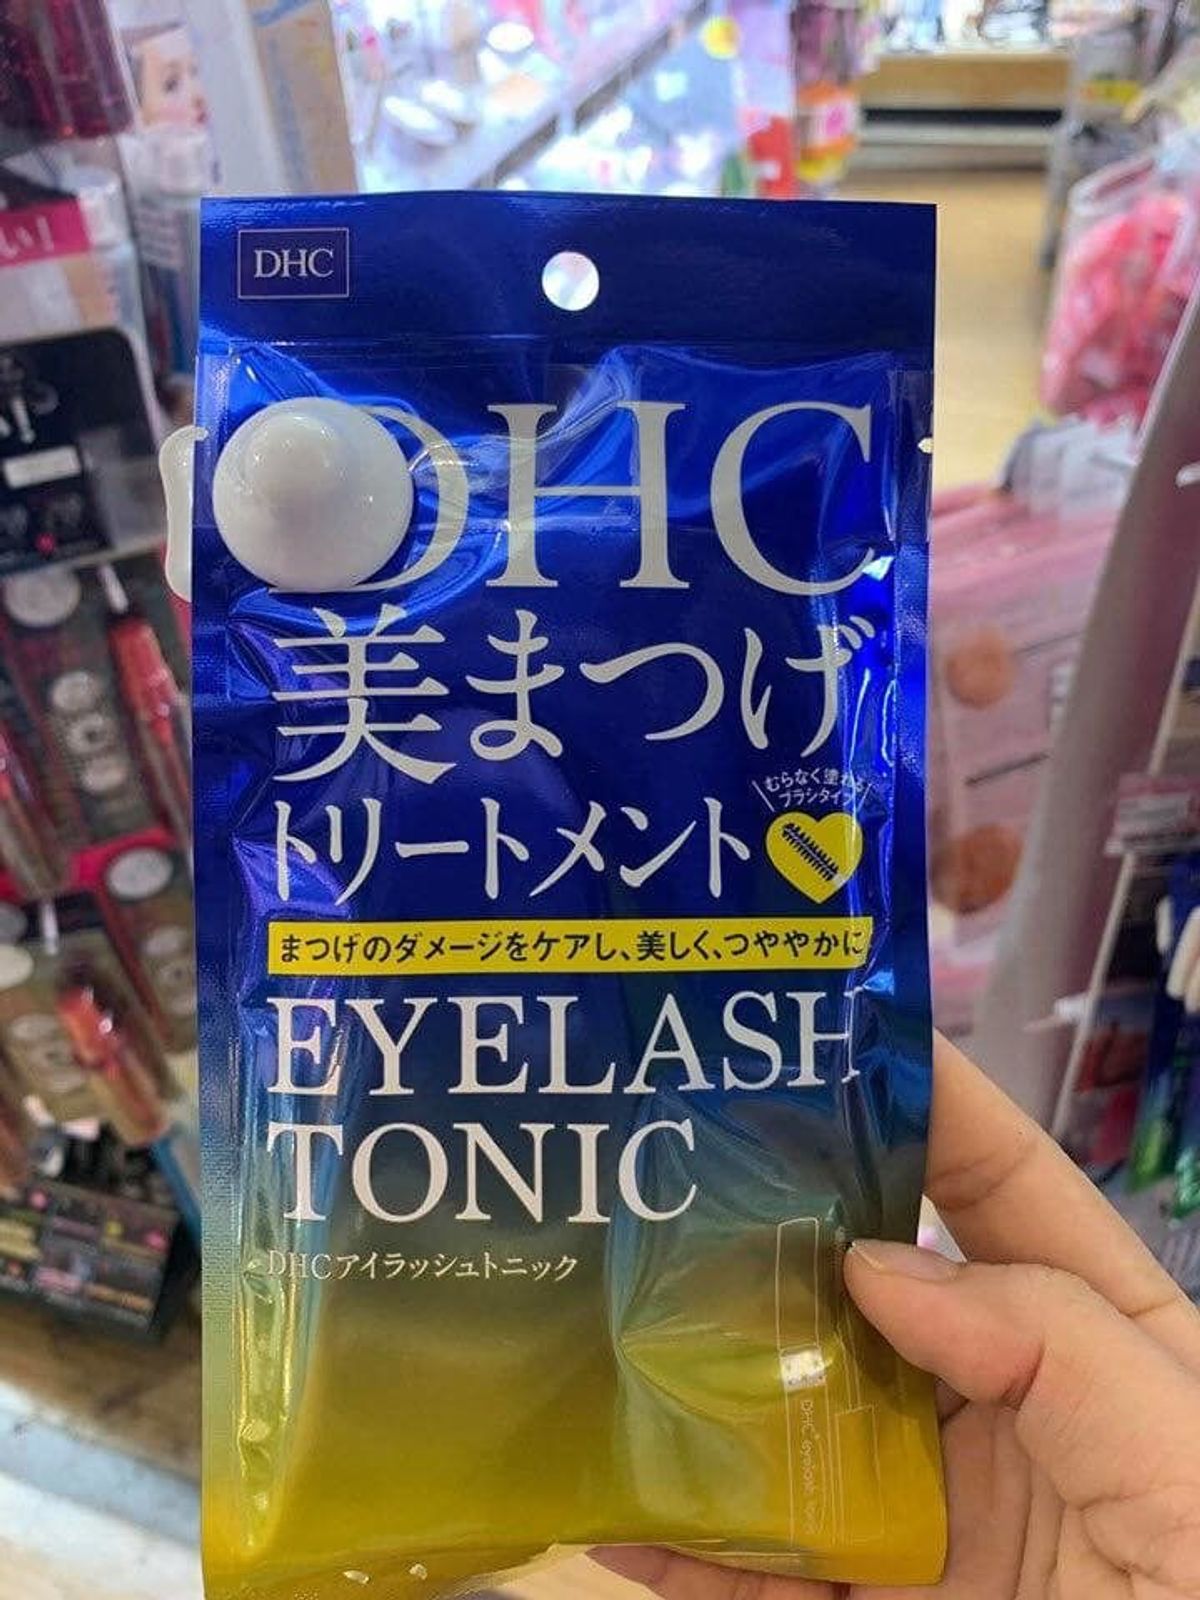 DHC
DHC
美まつげ
むらなく塗れる
ブラシタイプ
トリートメント
まつげのダメージをケアし、美しく、つややかに
EYELASH
TONIC
DHCアイラッシュトニック
DHC eyelash tonic